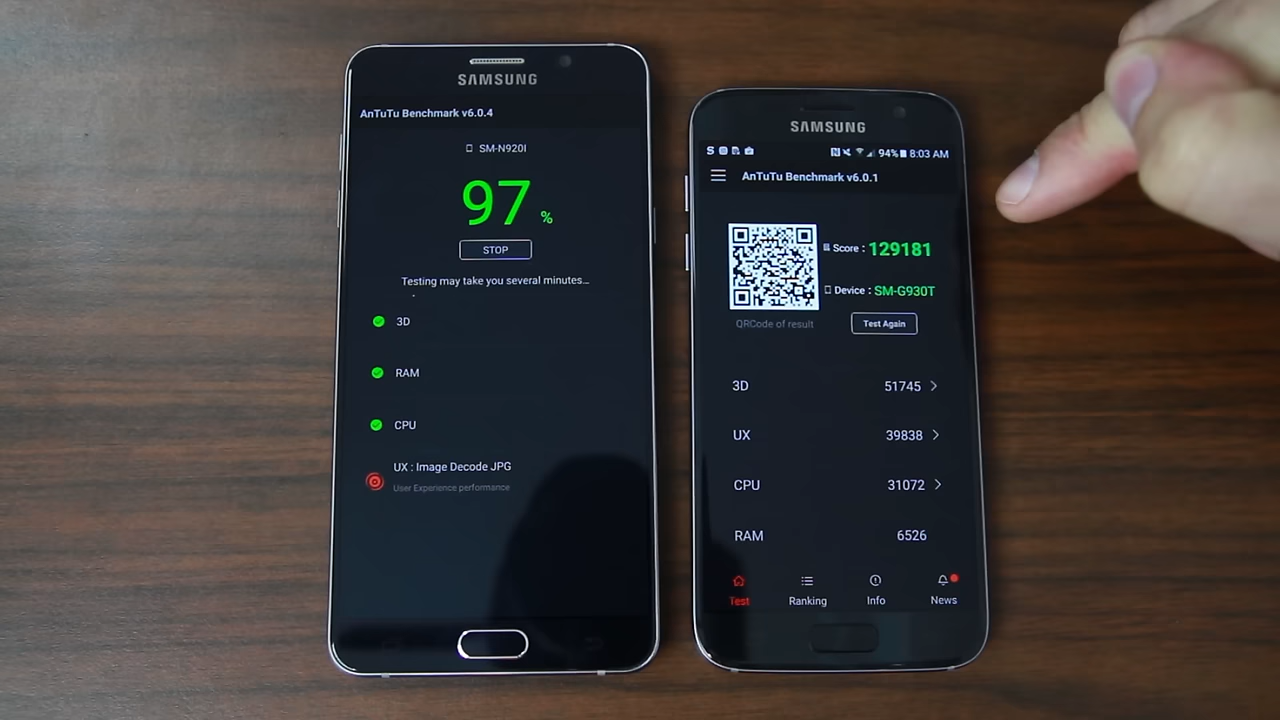 SAMSUNG
AnTuTu Benchmark v6.0.4
SM-N920I
97 %
STOP
Testing may take you several minutes...
3D
RAM
CPU
UX : Image Decode JPG
User Experience performance
SAMSUNG
94% 8:03 AM
AnTuTu Benchmark v6.0.1
Score : 129181
Device : SM-G930T
QRCode of result
Test Again
3D 51745
UX 39838
CPU 31072
RAM 6526
Test Ranking Info News